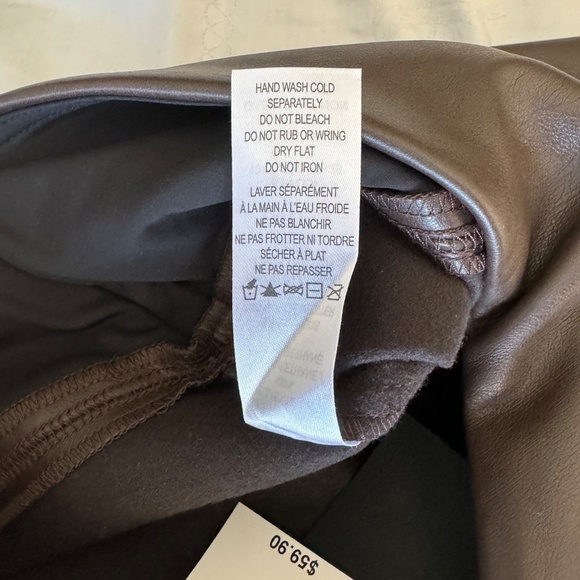 HAND WASH COLD
SEPARATELY
DO NOT BLEACH
DO NOT RUB OR WRING
DRY FLAT
DO NOT IRON
LAVER SÉPARÉMENT
À LA MAIN À L'EAU FROIDE
NE PAS BLANCHIR
NE PAS FROTTER NI TORDRE
SÉCHER À PLAT
NE PAS REPASSER
$59.90